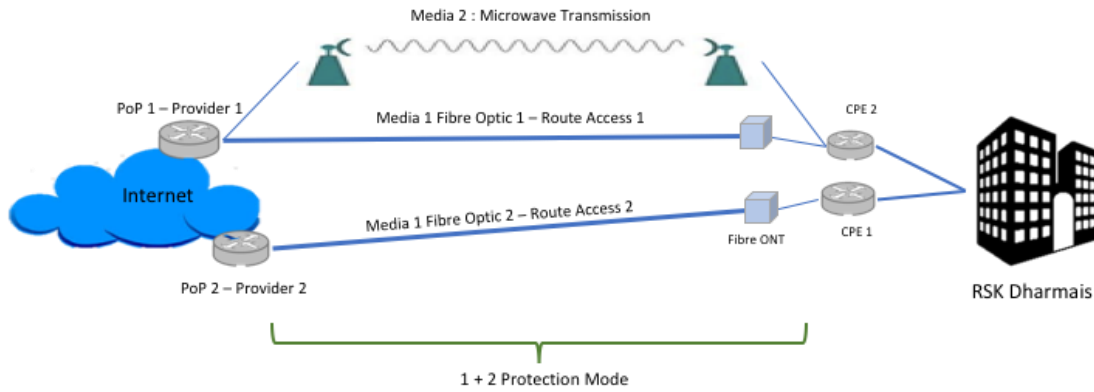 Media 2 : Microwave Transmission
PoP 1 – Provider 1
Media 1 Fibre Optic 1 – Route Access 1
CPE 2
Internet
Media 1 Fibre Optic 2 – Route Access 2
Fibre ONT
CPE 1
PoP 2 – Provider 2
RSK Dharmais
1 + 2 Protection Mode